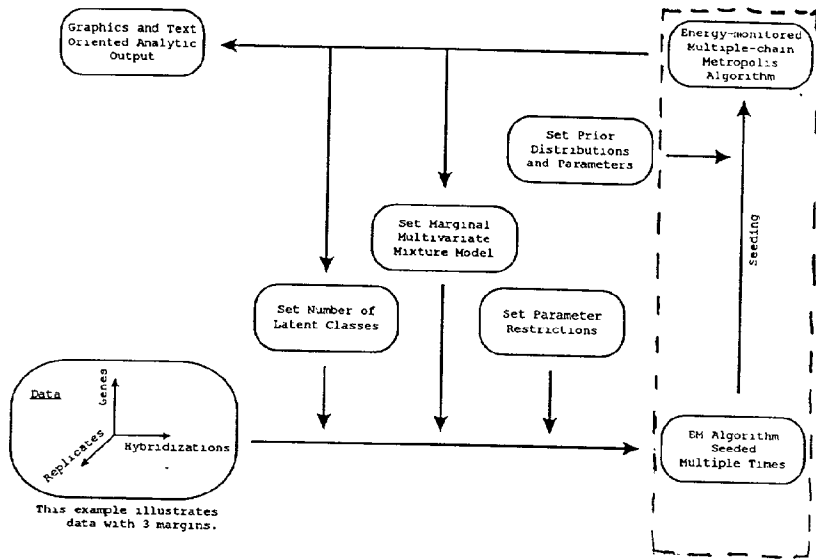 Graphics and Text
Oriented Analytic
Output
Energy-monitored
Multiple-chain
Metropolis
Algorithm
Set Prior
Distributions
and Parameters
Set Marginal
Multivariate
Mixture Model
Seeding
Set Number of
Latent Classes
Set Parameter
Restrictions
Data
Genes
Hybridizations
Replicates
EM Algorithm
Seeded
Multiple Times
This example illustrates
data with 3 margins.